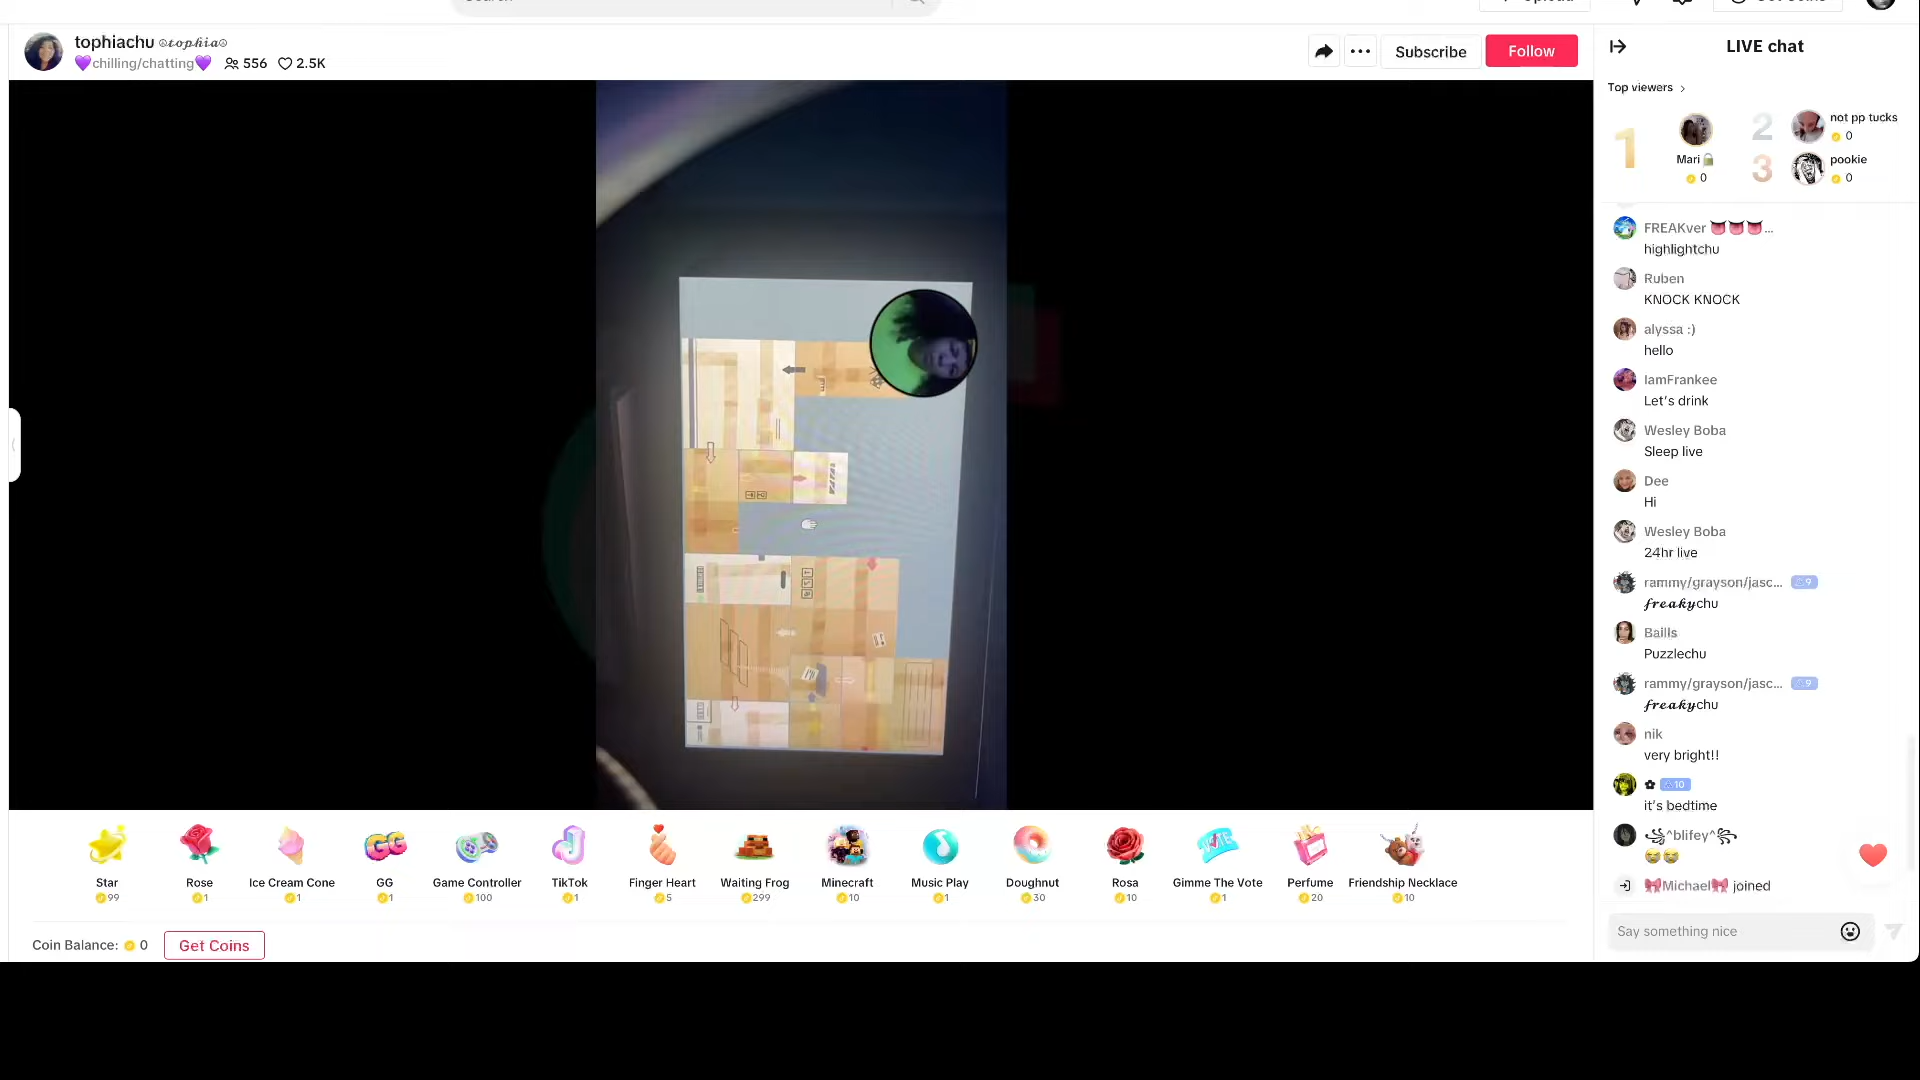 tophiachu ☮𝓽𝓸𝓹𝓱𝓲𝓪☮
💜chilling/chatting💜 556 2.5K
Subscribe
Follow
LIVE chat
Top viewers
1
Mari🔒
0
2
not pp tucks
0
3
pookie
0
FREAKver 👅👅👅...
highlightchu
Ruben
KNOCK KNOCK
alyssa :)
hello
IamFrankee
Let's drink
Wesley Boba
Sleep live
Dee
Hi
Wesley Boba
24hr live
rammy/grayson/jasc... 9
𝓯𝓻𝓮𝓪𝓴𝔂chu
Baills
Puzzlechu
rammy/grayson/jasc... 9
𝓯𝓻𝓮𝓪𝓴𝔂chu
nik
very bright!!
✿ 10
it's bedtime
꧁^blifey^꧂
😭😭
🎀Michael🎀 joined
Say something nice
Star
99
Rose
1
Ice Cream Cone
1
GG
GG
1
Game Controller
100
TikTok
1
Finger Heart
5
Waiting Frog
299
Minecraft
10
Music Play
1
Doughnut
30
Rosa
10
VOTE
Gimme The Vote
1
Perfume
20
Friendship Necklace
10
Coin Balance: 0
Get Coins